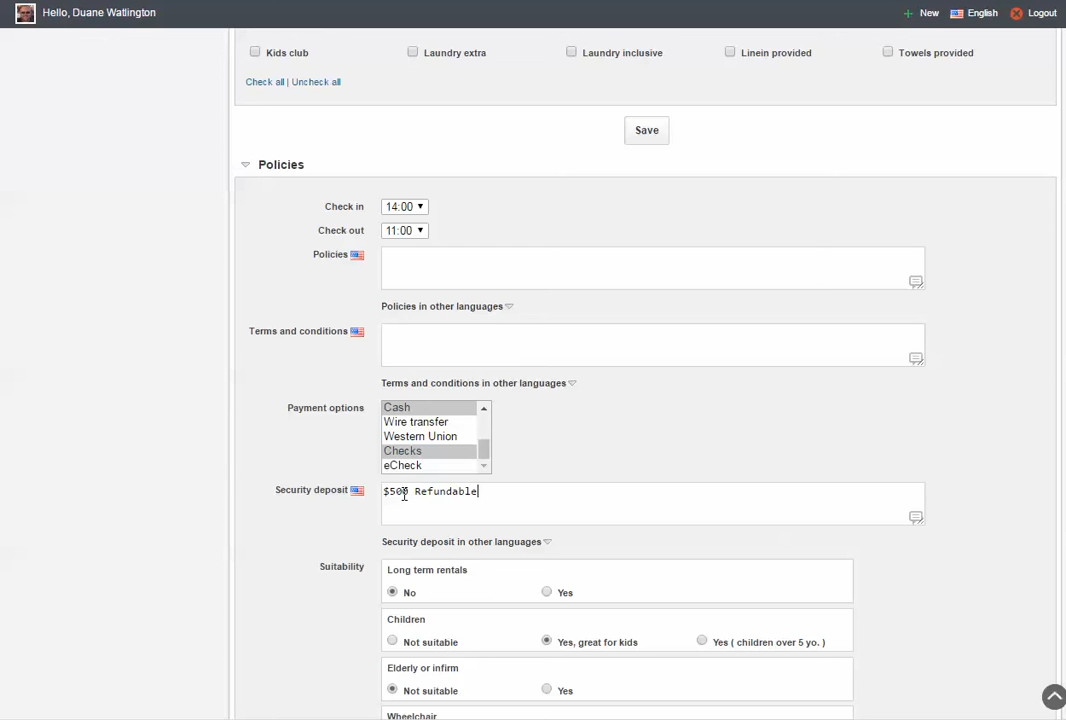 Hello, Duane Watlington
+ New English Logout
Kids club Laundry extra Laundry inclusive Linein provided Towels provided
Check all | Uncheck all
Save
Policies
Check in 14:00
Check out 11:00
Policies
Policies in other languages
Terms and conditions
Terms and conditions in other languages
Payment options Cash
Wire transfer
Western Union
Checks
eCheck
Security deposit $500 Refundable
Security deposit in other languages
Suitability Long term rentals
No Yes
Children
Not suitable Yes, great for kids Yes ( children over 5 yo. )
Elderly or infirm
Not suitable Yes
Wheelchair